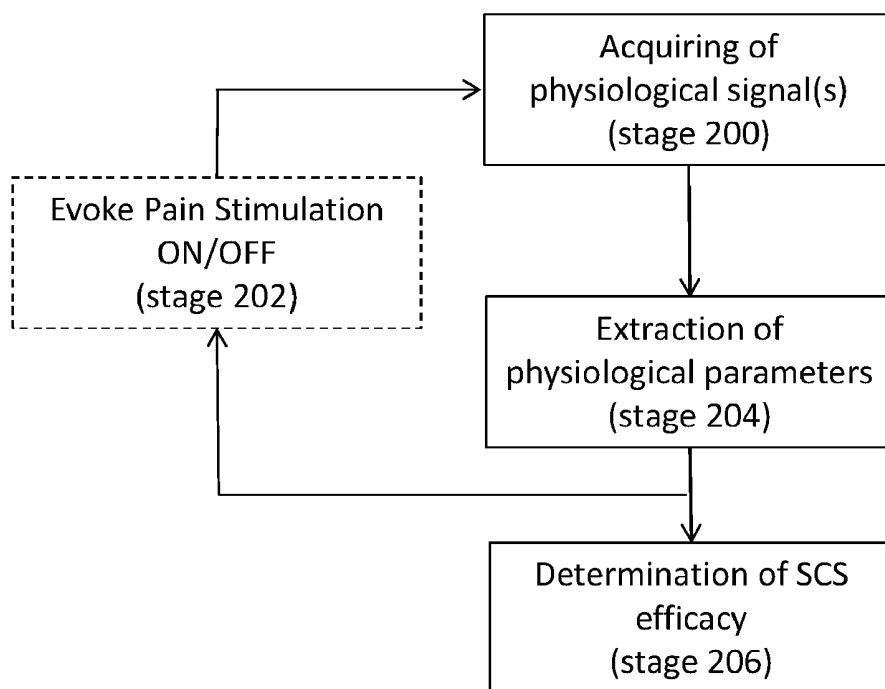 Acquiring of
physiological signal(s)
(stage 200)
Evoke Pain Stimulation
ON/OFF
(stage 202)
Extraction of
physiological parameters
(stage 204)
Determination of SCS
efficacy
(stage 206)